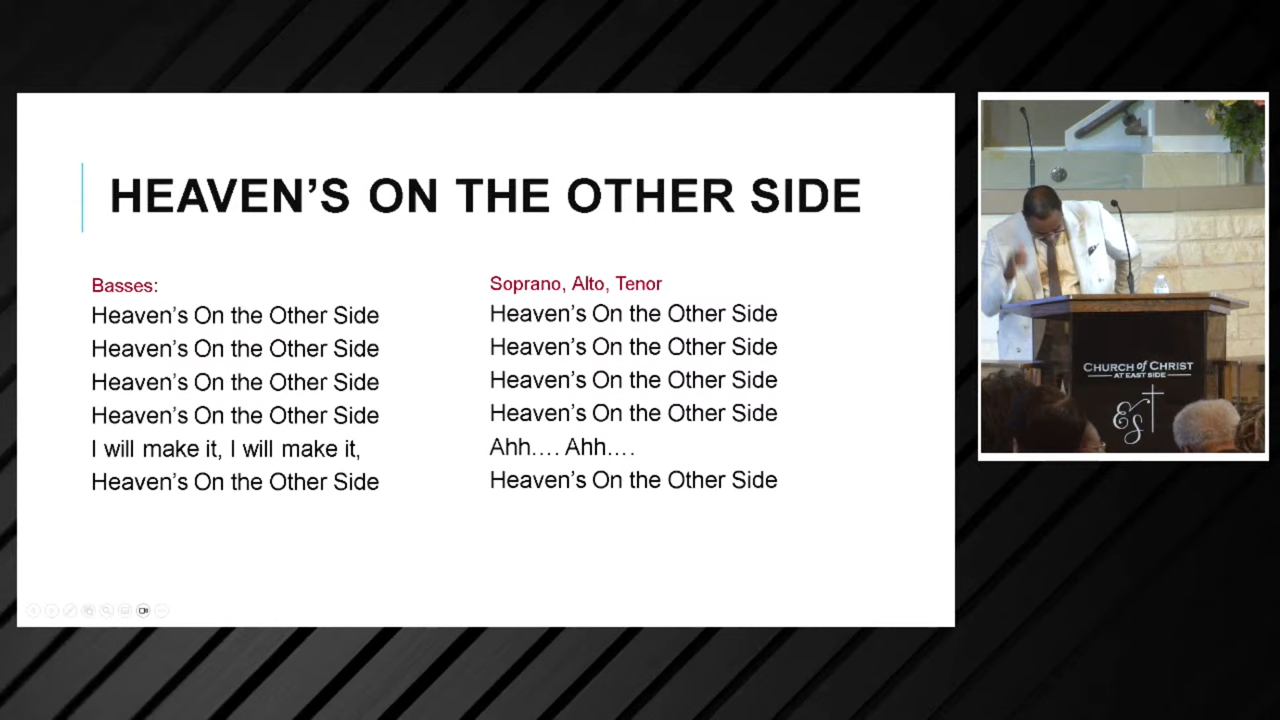 HEAVEN'S ON THE OTHER SIDE
Basses:
Heaven's On the Other Side
Heaven's On the Other Side
Heaven's On the Other Side
Heaven's On the Other Side
I will make it, I will make it,
Heaven's On the Other Side
Soprano, Alto, Tenor
Heaven's On the Other Side
Heaven's On the Other Side
Heaven's On the Other Side
Heaven's On the Other Side
Ahh…. Ahh….
Heaven's On the Other Side
CHURCH of CHRIST
AT EAST SIDE
EST